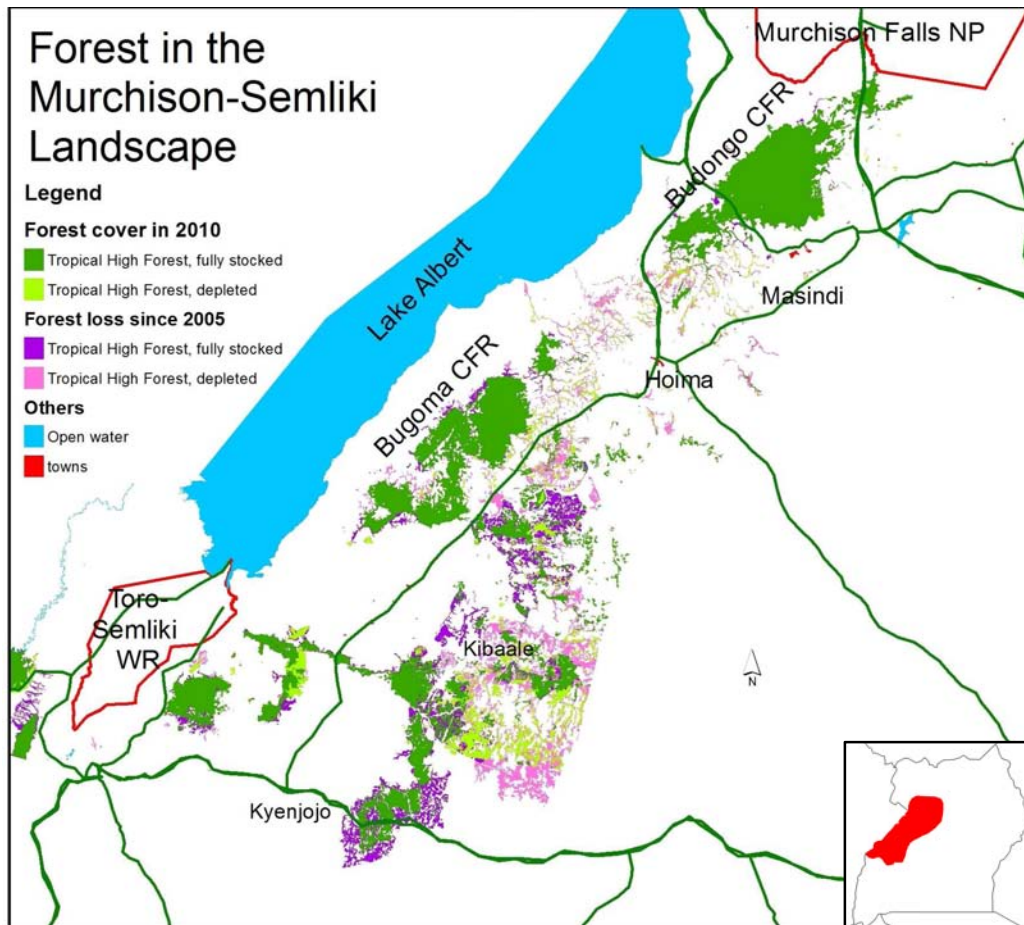 Forest in the
Murchison-Semliki
Landscape
Legend
Forest cover in 2010
Tropical High Forest, fully stocked
Tropical High Forest, depleted
Forest loss since 2005
Tropical High Forest, fully stocked
Tropical High Forest, depleted
Others
Open water
towns
Murchison Falls NP
Budongo CFR
Lake Albert
Masindi
Bugoma CFR
Hoima
Toro-
Semliki
WR
Kibaale
N
Kyenjojo